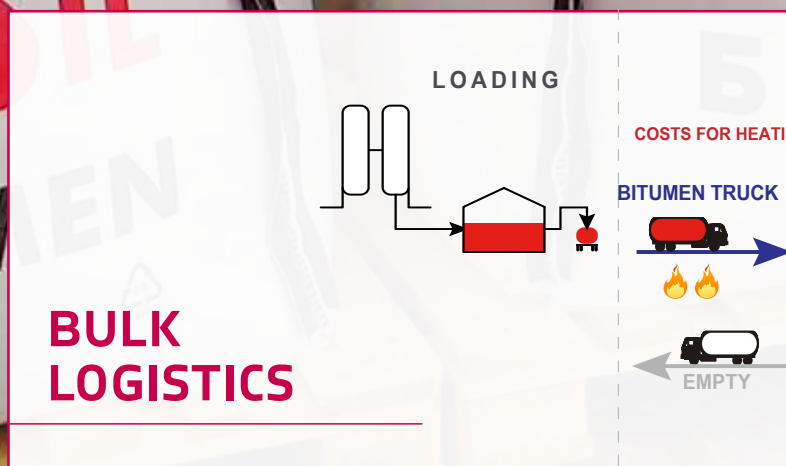 LOADING
COSTS FOR HEATI
BITUMEN TRUCK
EMPTY
BULK
LOGISTICS